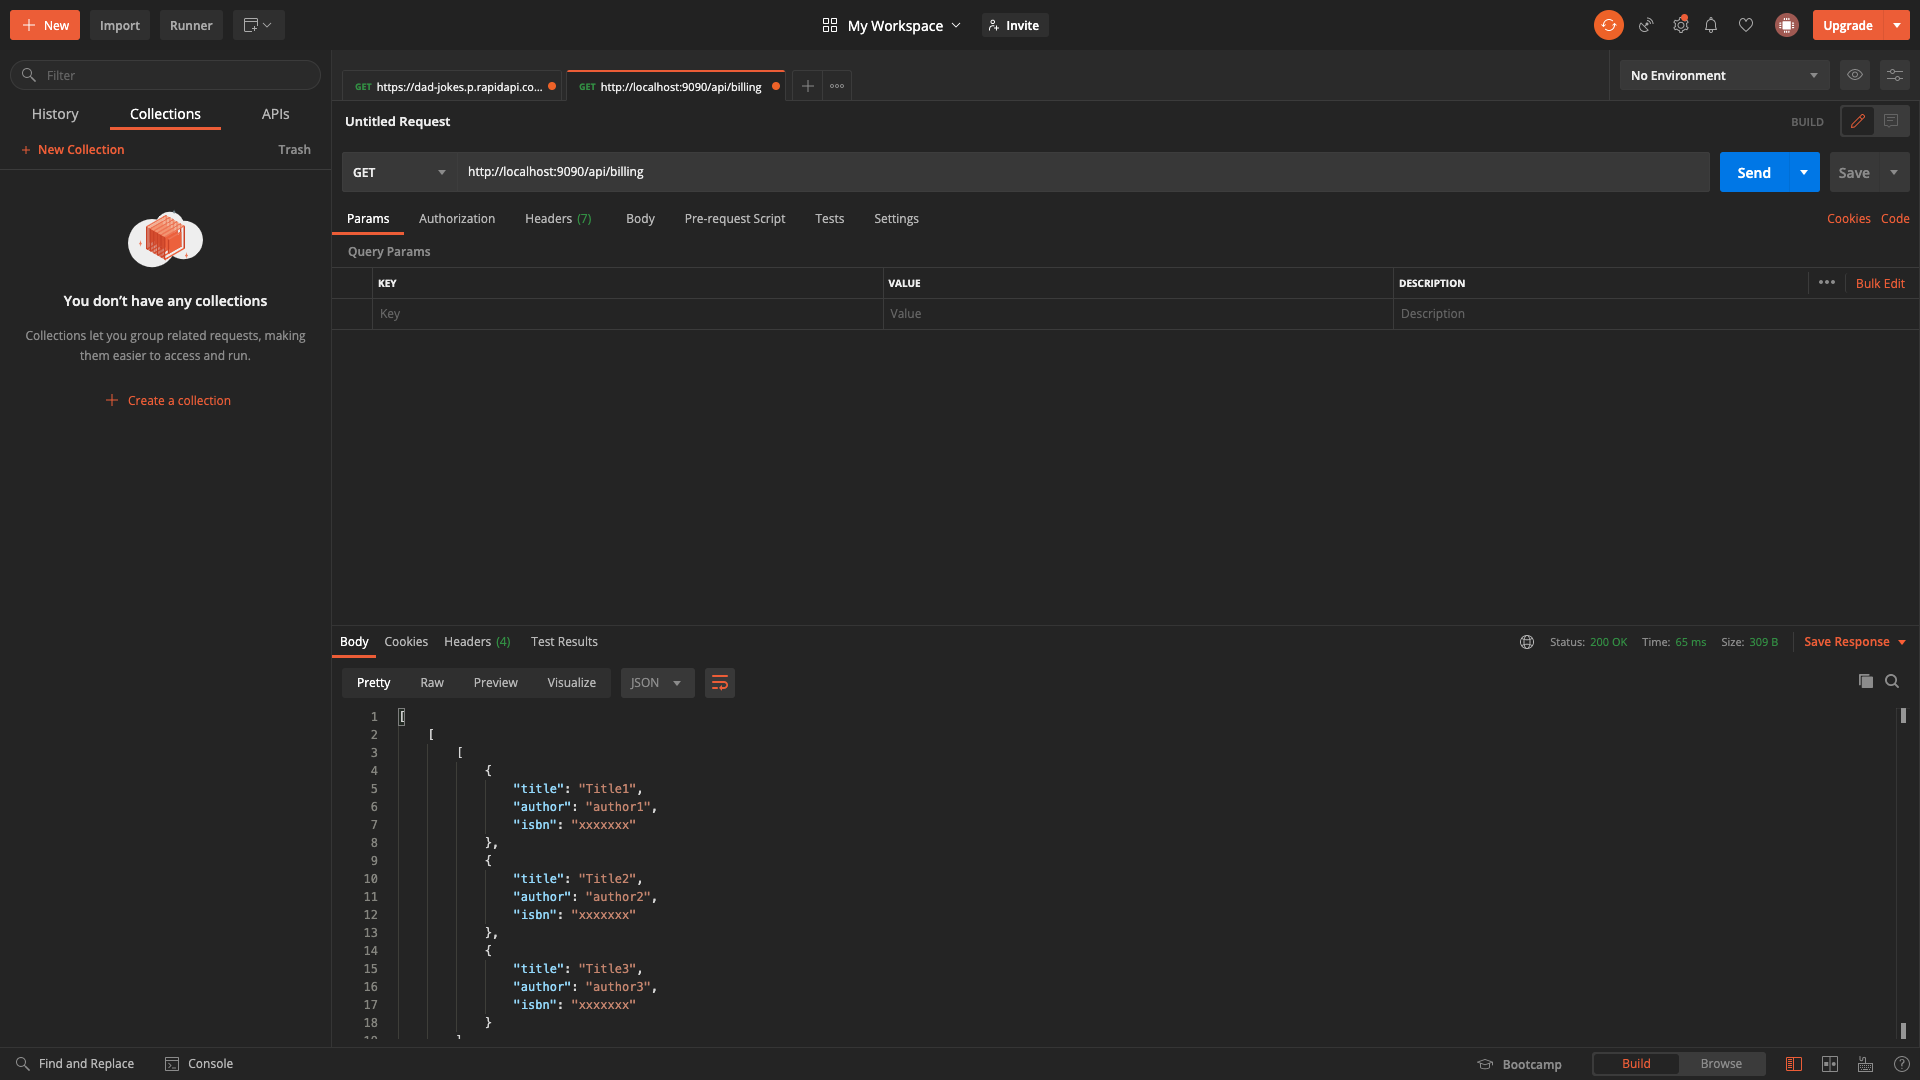 New
Import
Runner
My Workspace
Invite
Upgrade
Filter
History
Collections
APIs
New Collection
Trash
You don’t have any collections
Collections let you group related requests, making
them easier to access and run.
Create a collection
GET https://dad-jokes.p.rapidapi.co...
GET http://localhost:9090/api/billing
No Environment
Untitled Request
BUILD
GET
http://localhost:9090/api/billing
Send
Save
Params
Authorization
Headers (7)
Body
Pre-request Script
Tests
Settings
Cookies
Code
Query Params
KEY
VALUE
DESCRIPTION
Bulk Edit
Key
Value
Description
Body
Cookies
Headers (4)
Test Results
Status: 200 OK
Time: 65 ms
Size: 309 B
Save Response
Pretty
Raw
Preview
Visualize
JSON
1 [
2 [
3 [
4 {
5 "title": "Title1",
6 "author": "author1",
7 "isbn": "xxxxxxx"
8 },
9 {
10 "title": "Title2",
11 "author": "author2",
12 "isbn": "xxxxxxx"
13 },
14 {
15 "title": "Title3",
16 "author": "author3",
17 "isbn": "xxxxxxx"
18 }
Find and Replace
Console
Bootcamp
Build
Browse